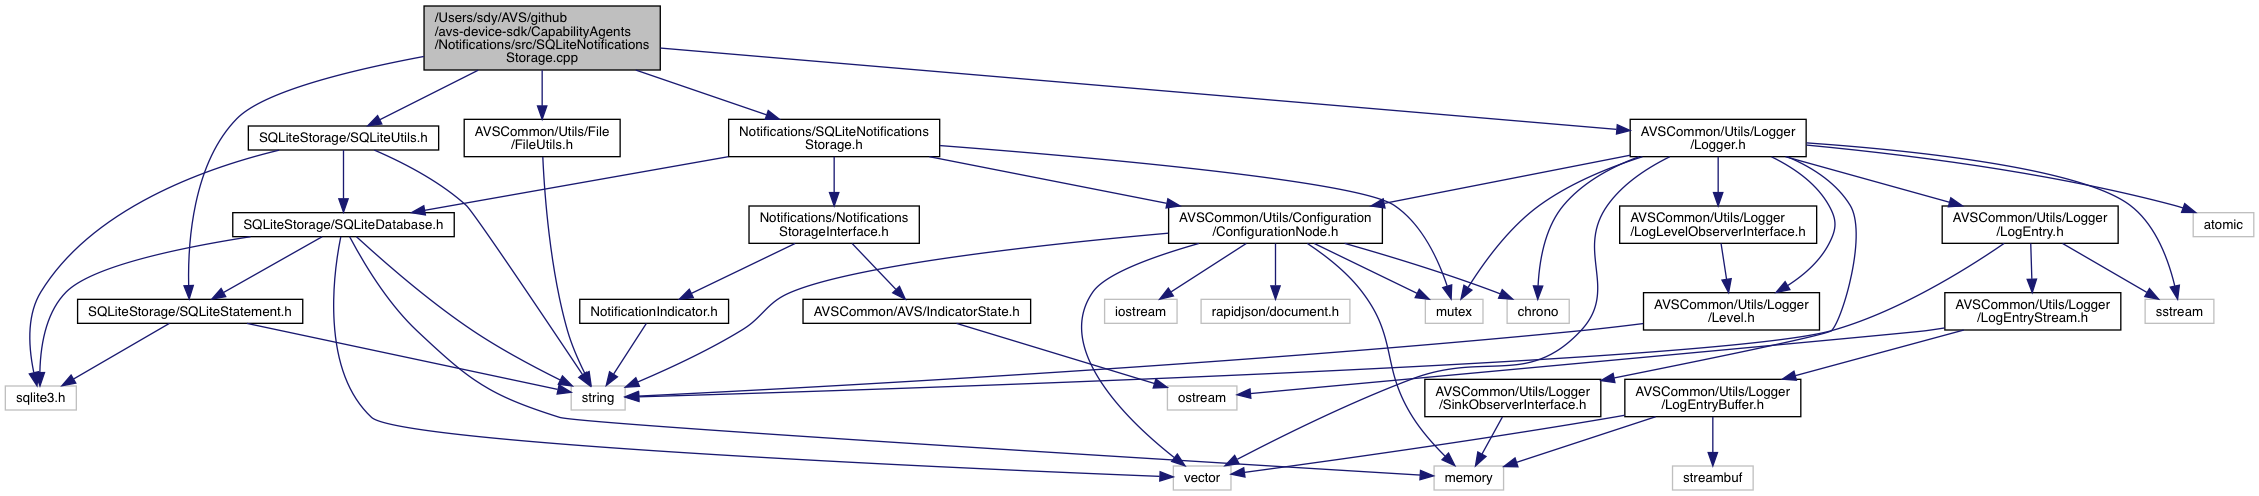 /Users/sdy/AVS/github
/avs-device-sdk/CapabilityAgents
/Notifications/src/SQLiteNotifications
Storage.cpp
SQLiteStorage/SQLiteUtils.h
AVSCommon/Utils/File
/FileUtils.h
Notifications/SQLiteNotifications
Storage.h
AVSCommon/Utils/Logger
/Logger.h
SQLiteStorage/SQLiteDatabase.h
Notifications/Notifications
StorageInterface.h
AVSCommon/Utils/Configuration
/ConfigurationNode.h
AVSCommon/Utils/Logger
/LogLevelObserverInterface.h
AVSCommon/Utils/Logger
/LogEntry.h
atomic
SQLiteStorage/SQLiteStatement.h
NotificationIndicator.h
AVSCommon/AVS/IndicatorState.h
iostream
rapidjson/document.h
mutex
chrono
AVSCommon/Utils/Logger
/Level.h
AVSCommon/Utils/Logger
/LogEntryStream.h
sstream
sqlite3.h
string
ostream
AVSCommon/Utils/Logger
/SinkObserverInterface.h
AVSCommon/Utils/Logger
/LogEntryBuffer.h
vector
memory
streambuf